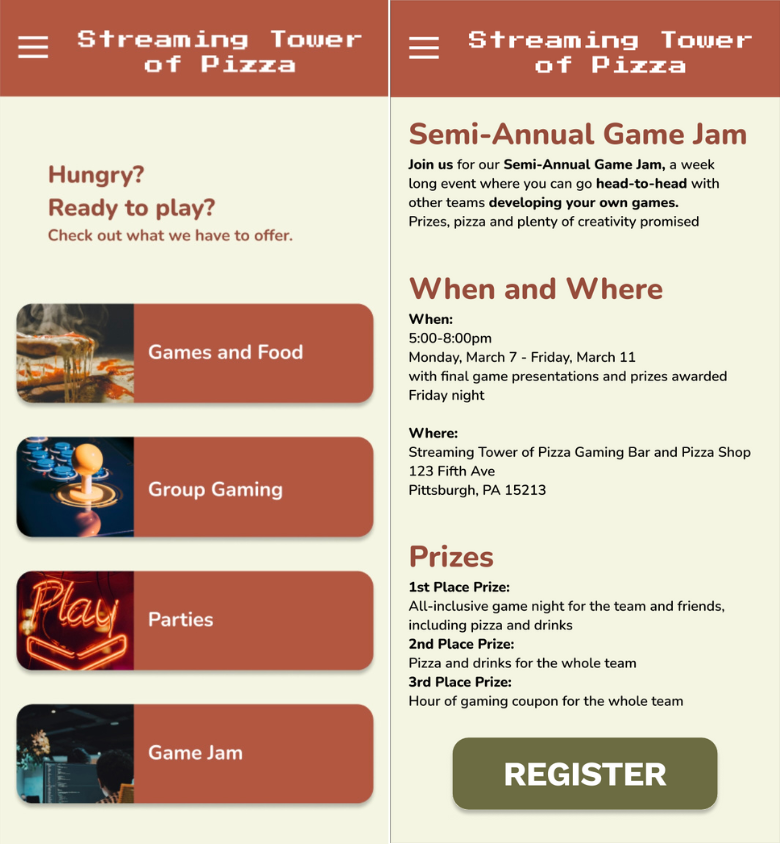 Streaming Tower
of Pizza
Hungry?
Ready to play?
Check out what we have to offer.
Games and Food
Group Gaming
Play
Parties
Game Jam
Streaming Tower
of Pizza
Semi-Annual Game Jam
Join us for our Semi-Annual Game Jam, a week
long event where you can go head-to-head with
other teams developing your own games.
Prizes, pizza and plenty of creativity promised
When and Where
When:
5:00-8:00pm
Monday, March 7 - Friday, March 11
with final game presentations and prizes awarded
Friday night
Where:
Streaming Tower of Pizza Gaming Bar and Pizza Shop
123 Fifth Ave
Pittsburgh, PA 15213
Prizes
1st Place Prize:
All-inclusive game night for the team and friends,
including pizza and drinks
2nd Place Prize:
Pizza and drinks for the whole team
3rd Place Prize:
Hour of gaming coupon for the whole team
REGISTER